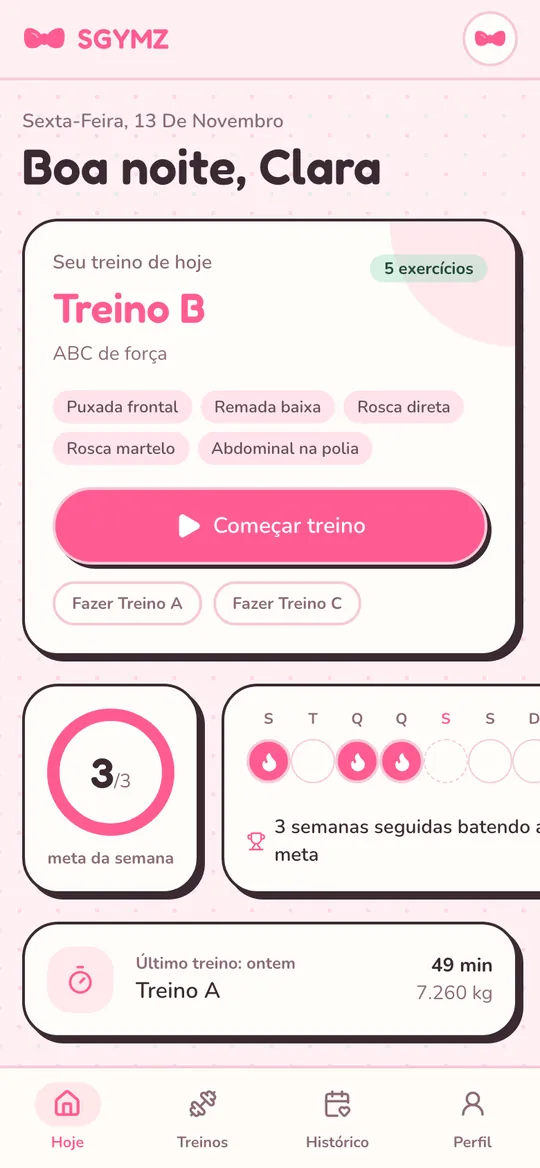 SGYMZ
Sexta-Feira, 13 De Novembro
Boa noite, Clara
Seu treino de hoje
5 exercícios
Treino B
ABC de força
Puxada frontal
Remada baixa
Rosca direta
Rosca martelo
Abdominal na polia
Começar treino
Fazer Treino A
Fazer Treino C
3/3
meta da semana
S T Q Q S S D
3 semanas seguidas batendo a
meta
Último treino: ontem
Treino A
49 min
7.260 kg
Hoje
Treinos
Histórico
Perfil